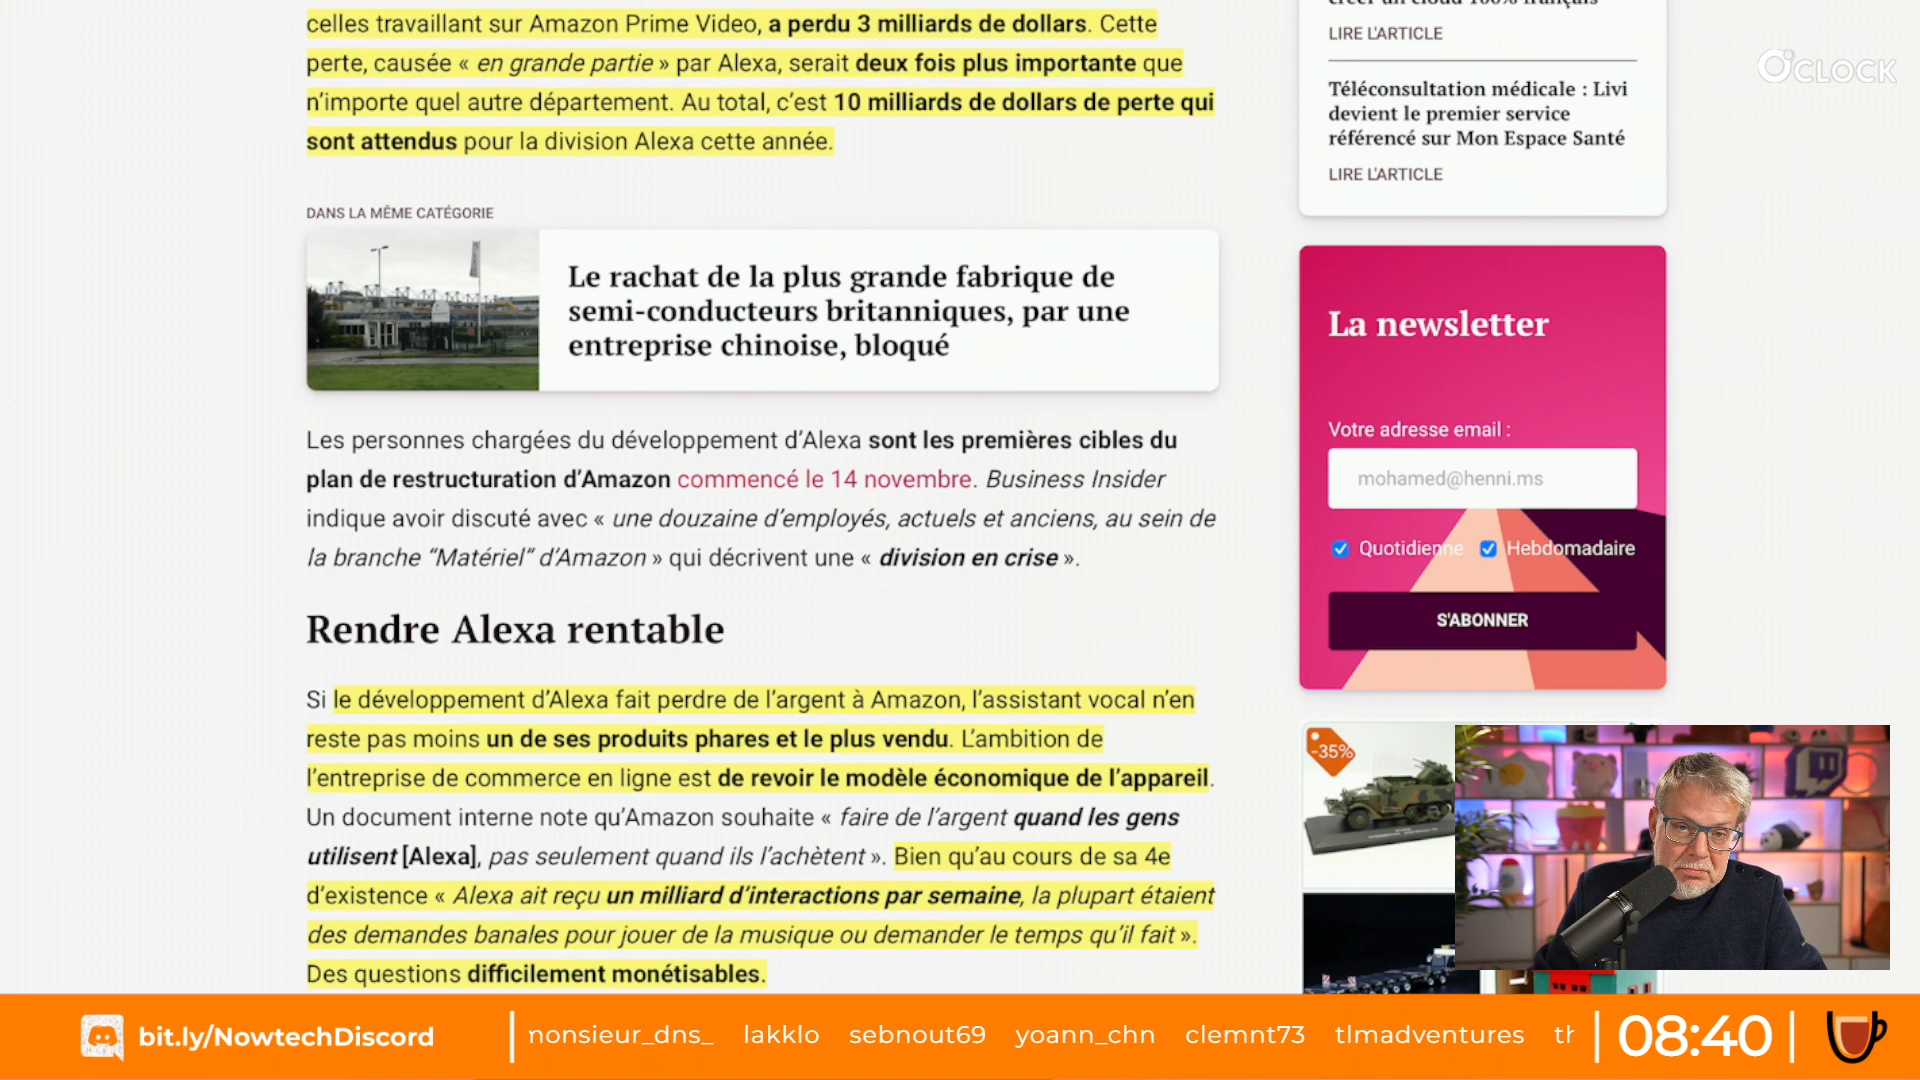 celles travaillant sur Amazon Prime Video, a perdu 3 milliards de dollars. Cette
perte, causée « en grande partie » par Alexa, serait deux fois plus importante que
n'importe quel autre département. Au total, c'est 10 milliards de dollars de perte qui
sont attendus pour la division Alexa cette année.
DANS LA MÊME CATÉGORIE
Le rachat de la plus grande fabrique de
semi-conducteurs britanniques, par une
entreprise chinoise, bloqué
Les personnes chargées du développement d'Alexa sont les premières cibles du
plan de restructuration d'Amazon commencé le 14 novembre. Business Insider
indique avoir discuté avec « une douzaine d'employés, actuels et anciens, au sein de
la branche “Matériel” d'Amazon » qui décrivent une « division en crise ».
Rendre Alexa rentable
Si le développement d'Alexa fait perdre de l'argent à Amazon, l'assistant vocal n'en
reste pas moins un de ses produits phares et le plus vendu. L'ambition de
l'entreprise de commerce en ligne est de revoir le modèle économique de l'appareil.
Un document interne note qu'Amazon souhaite « faire de l'argent quand les gens
utilisent [Alexa], pas seulement quand ils l'achètent ». Bien qu'au cours de sa 4e
d'existence « Alexa ait reçu un milliard d'interactions par semaine, la plupart étaient
des demandes banales pour jouer de la musique ou demander le temps qu'il fait ».
Des questions difficilement monétisables.
créer un cloud 100% français
LIRE L'ARTICLE
Téléconsultation médicale : Livi
devient le premier service
référencé sur Mon Espace Santé
LIRE L'ARTICLE
O'CLOCK
La newsletter
Votre adresse email :
mohamed@henni.ms
Quotidienne Hebdomadaire
S'ABONNER
-35%
bit.ly/NowtechDiscord
nonsieur_dns_ lakklo sebnout69 yoann_chn clemnt73 tlmadventures th
08:40